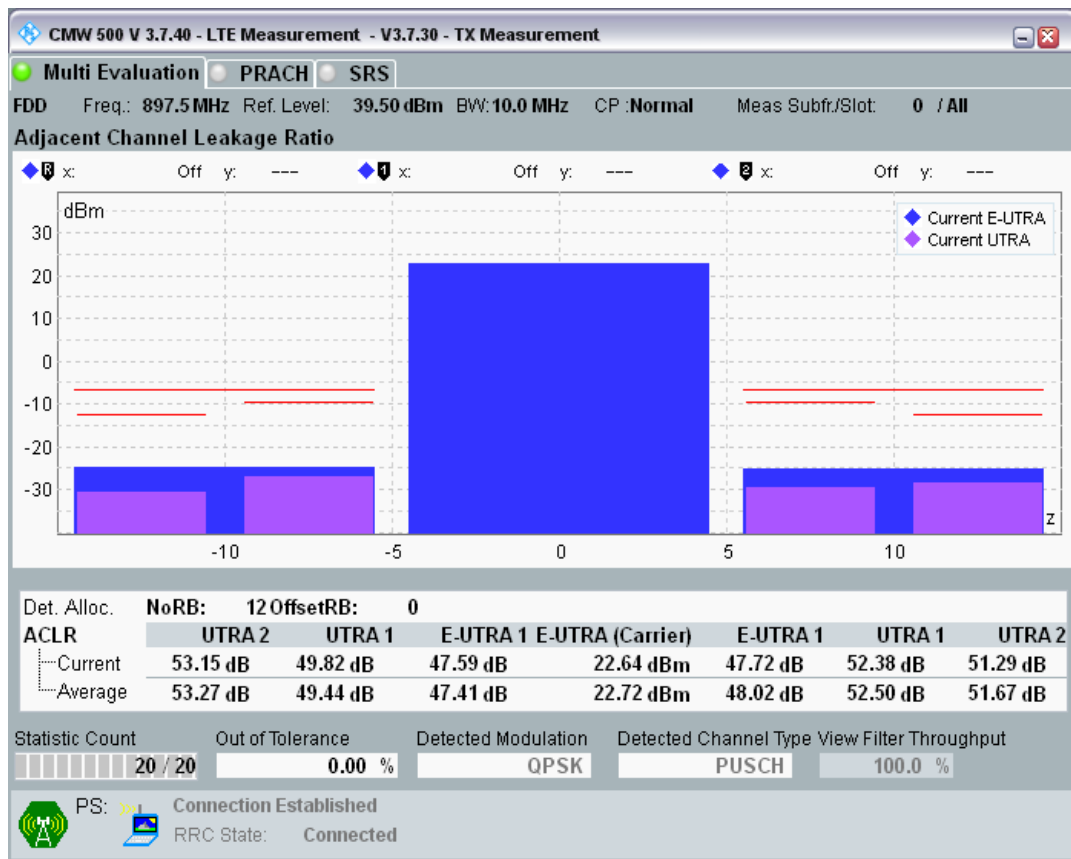 CMW 500 V 3.7.40 - LTE Measurement - V3.7.30 - TX Measurement
Multi Evaluation PRACH SRS
FDD Freq.: 897.5 MHz Ref. Level: 39.50 dBm BW: 10.0 MHz CP :Normal Meas Subfr./Slot: 0 / All
Adjacent Channel Leakage Ratio
R x: Off y: --- 1 x: Off y: --- 2 x: Off y: ---
dBm
Current E-UTRA
Current UTRA
30
20
10
0
-10
-20
-30
z
-10 -5 0 5 10
Det. Alloc. NoRB: 12 OffsetRB: 0
ACLR UTRA 2 UTRA 1 E-UTRA 1 E-UTRA (Carrier) E-UTRA 1 UTRA 1 UTRA 2
Current 53.15 dB 49.82 dB 47.59 dB 22.64 dBm 47.72 dB 52.38 dB 51.29 dB
Average 53.27 dB 49.44 dB 47.41 dB 22.72 dBm 48.02 dB 52.50 dB 51.67 dB
Statistic Count Out of Tolerance Detected Modulation Detected Channel Type View Filter Throughput
20 / 20 0.00 % QPSK PUSCH 100.0 %
PS: Connection Established
RRC State: Connected